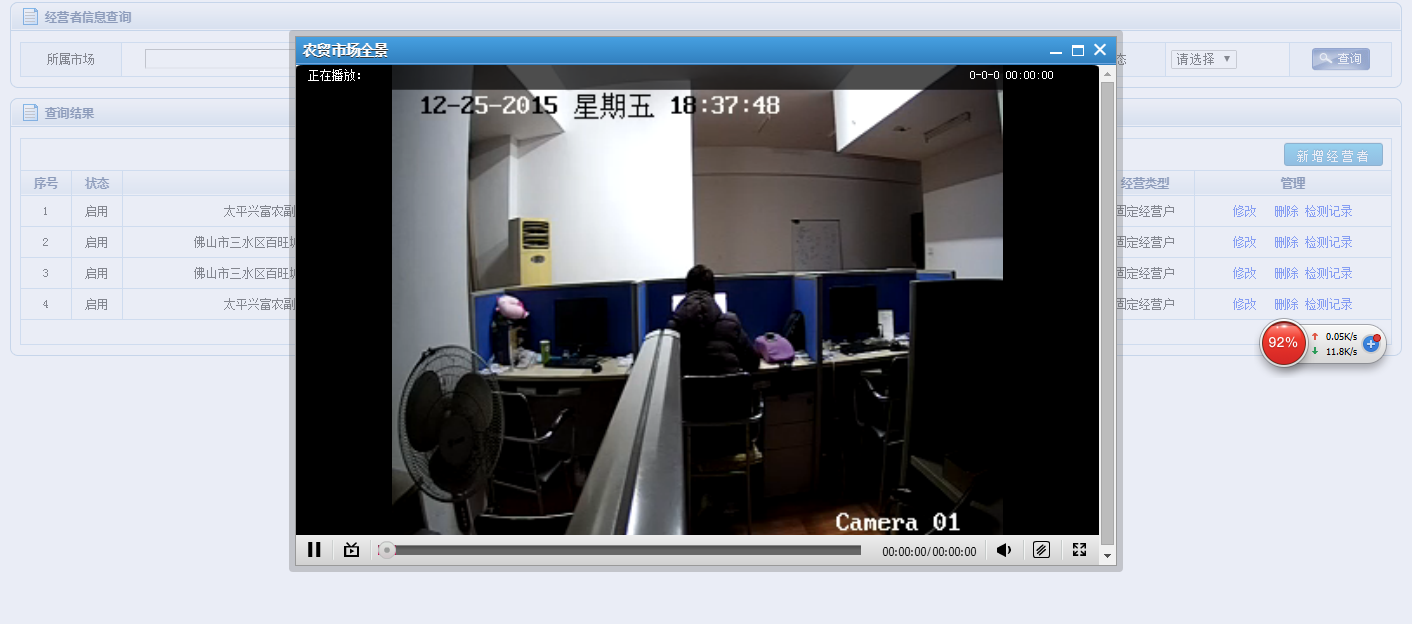 经营者信息查询
所属市场
态
请选择
查询
农贸市场全景
正在播放:
0-0-0 00:00:00
12-25-2015 星期五 18:37:48
Camera 01
00:00:00/00:00:00
查询结果
新增经营者
序号 状态 经营类型 管理
1 启用 太平兴富农副 固定经营户 修改 删除 检测记录
2 启用 佛山市三水区百旺 固定经营户 修改 删除 检测记录
3 启用 佛山市三水区百旺 固定经营户 修改 删除 检测记录
4 启用 太平兴富农副 固定经营户 修改 删除 检测记录
92%
0.05K/s
11.8K/s